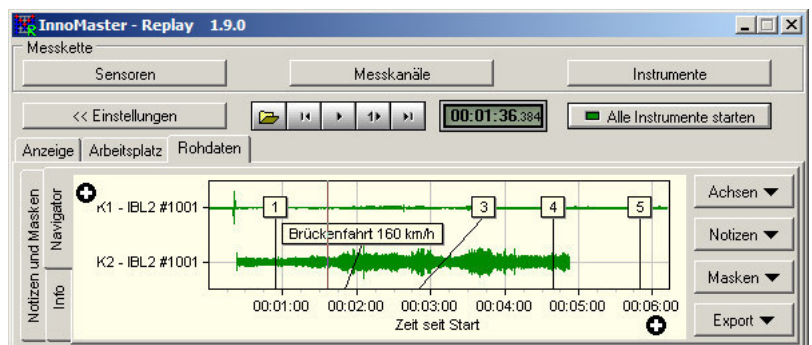 InnoMaster - Replay 1.9.0
Messkette
Sensoren Messkanäle Instrumente
<< Einstellungen 00:01:36.384 Alle Instrumente starten
Anzeige Arbeitsplatz Rohdaten
Notizen und Masken
Navigator
Info
K1 - IBL2 #1001
1 3 4 5
Brückenfahrt 160 km/h
K2 - IBL2 #1001
00:01:00 00:02:00 00:03:00 00:04:00 00:05:00 00:06:00
Zeit seit Start
Achsen
Notizen
Masken
Export